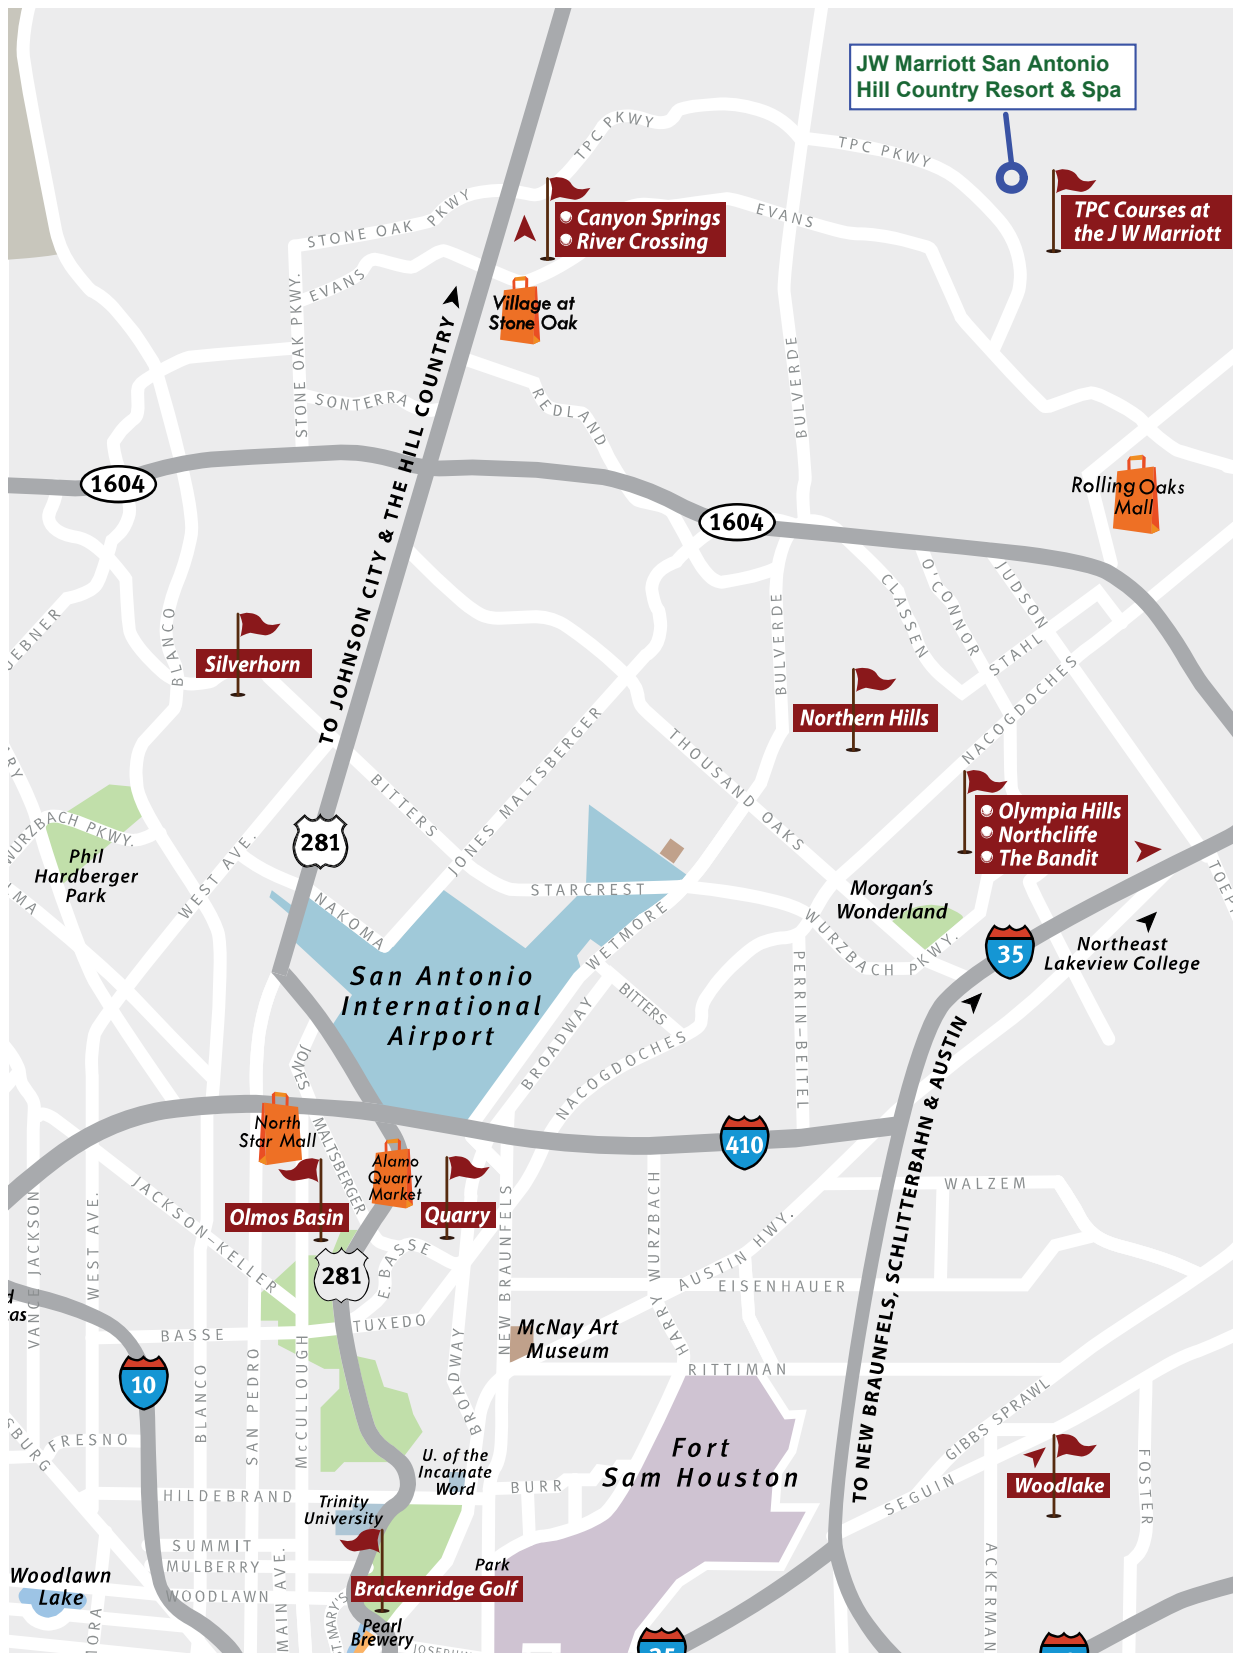 JW Marriott San Antonio
Hill Country Resort & Spa
TPC PKWY
TPC PKWY
STONE OAK PKWY
EVANS
Canyon Springs
River Crossing
TPC Courses at
the J W Marriott
EVANS
STONE OAK PKWY.
Village at
Stone Oak
BULVERDE
SONTERRA
REDLAND
TO JOHNSON CITY & THE HILL COUNTRY
1604
1604
Rolling Oaks
Mall
CLASSEN
O'CONNOR
JUDSON
STAHL
BLANCO
Silverhorn
BULVERDE
NACOGDOCHES
Northern Hills
JONES MALTSBERGER
THOUSAND OAKS
BITTERS
WURZBACH PKWY.
Phil
Hardberger
Park
WEST AVE.
281
Olympia Hills
Northcliffe
The Bandit
NAKOMA
STARCREST
WETMORE
Morgan's
Wonderland
WURZBACH PKWY.
35
Northeast
Lakeview College
San Antonio
International
Airport
BITTERS
BROADWAY
NACOGDOCHES
PERRIN-BEITEL
JONES
MALTSBERGER
North
Star Mall
Alamo
Quarry
Market
410
TO NEW BRAUNFELS, SCHLITTERBAHN & AUSTIN
Olmos Basin
Quarry
WALZEM
JACKSON-KELLER
VANCE JACKSON
WEST AVE.
281
E. BASSE
NEW BRAUNFELS
HARRY WURZBACH
AUSTIN HWY.
EISENHAUER
BASSE
TUXEDO
McNay Art
Museum
RITTIMAN
10
BLANCO
SAN PEDRO
McCULLOUGH
BROADWAY
GIBBS SPRAWL
FRESNO
Fort
Sam Houston
U. of the
Incarnate
Word
BURR
SEGUIN
Woodlake
FOSTER
HILDEBRAND
Trinity
University
SUMMIT
MULBERRY
WOODLAWN
Woodlawn
Lake
MAIN AVE.
Park
Brackenridge Golf
Pearl
Brewery
ACKERMAN